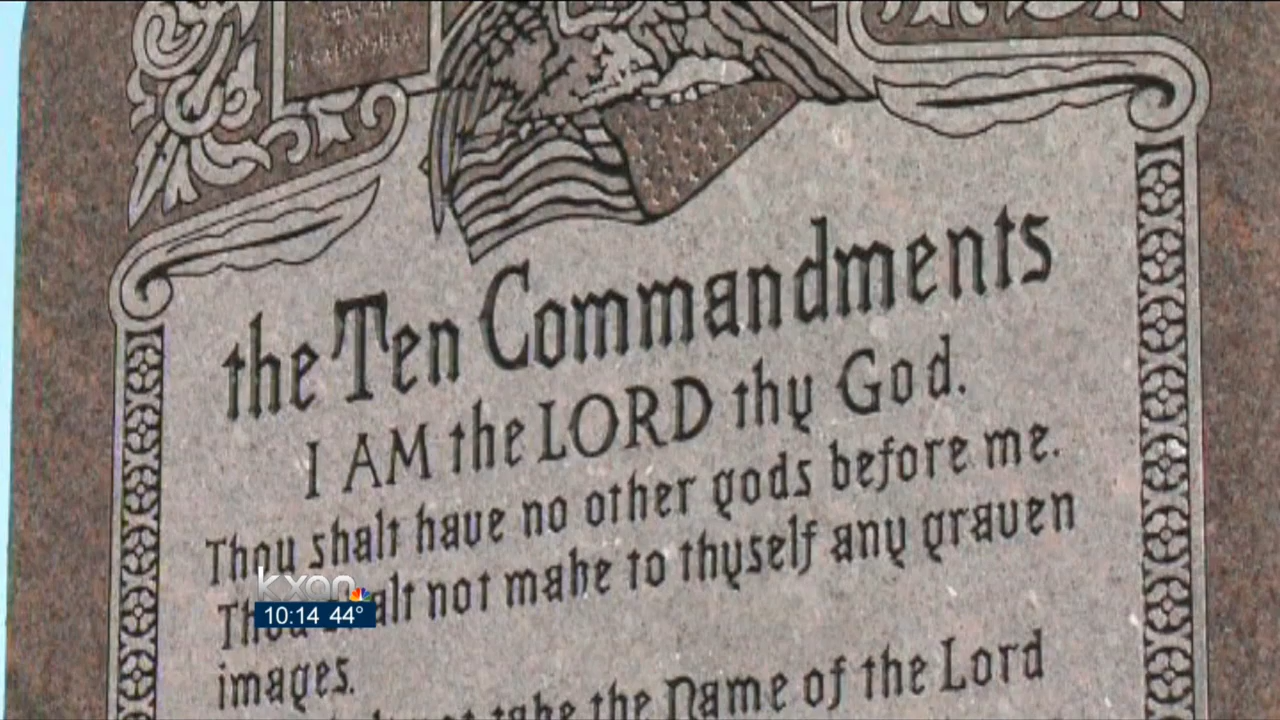 the Ten Commandments
I AM the LORD thy God.
Thou shalt have no other gods before me.
Thou shalt not make to thyself any graven
images.
take the Name of the Lord
kxan
10:14 44°